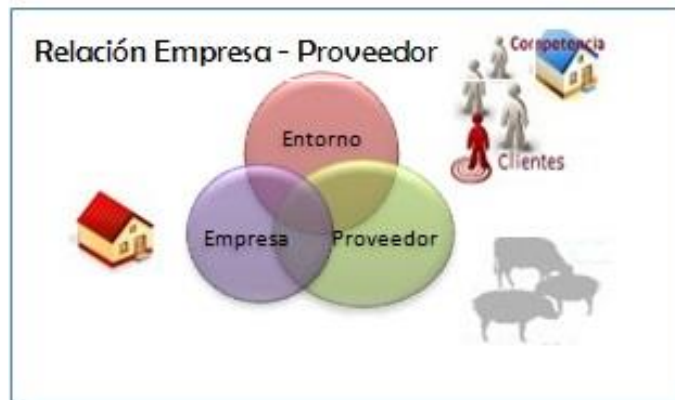 Relación Empresa - Proveedor
Competencia
Entorno
Clientes
Empresa
Proveedor